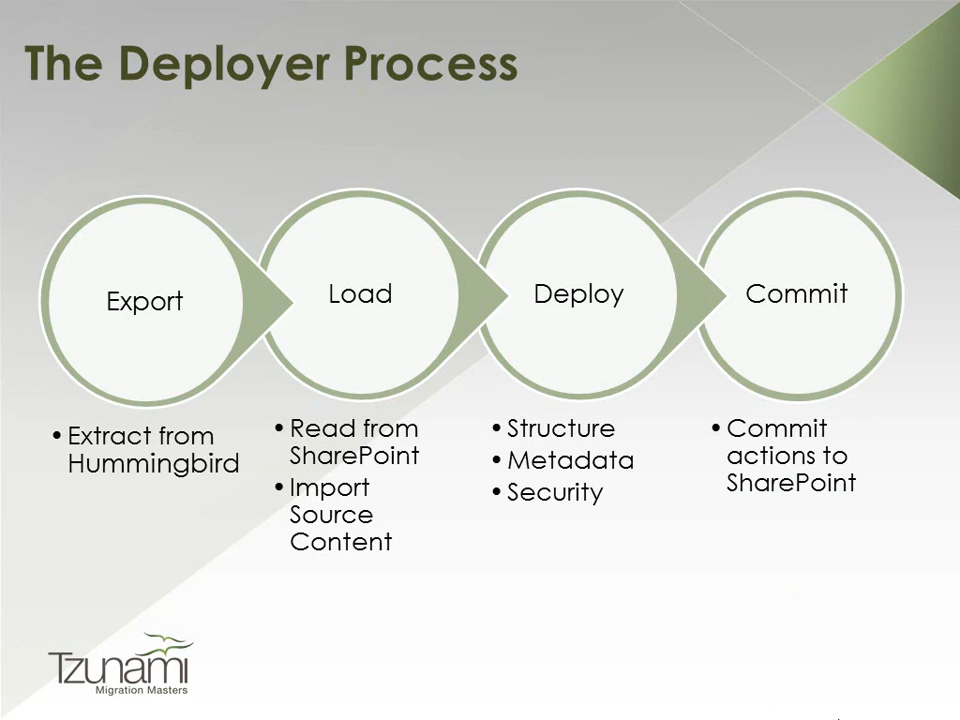 The Deployer Process
Export
Load
Deploy
Commit
• Extract from
Hummingbird
• Read from
SharePoint
• Import
Source
Content
• Structure
• Metadata
• Security
• Commit
actions to
SharePoint
Tzunami
Migration Masters